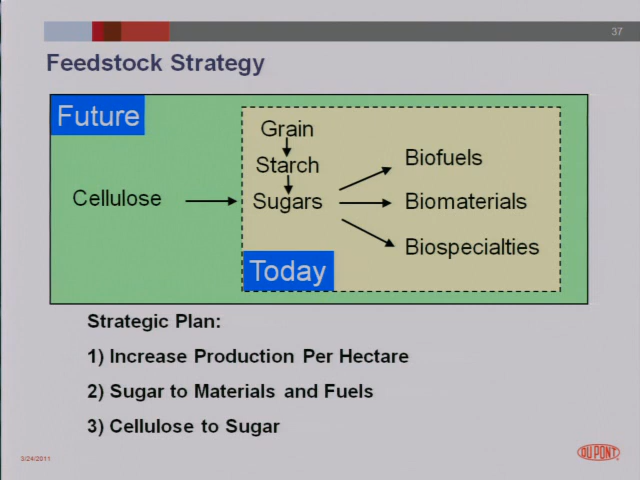 37
Feedstock Strategy
Future
Grain
Starch
Cellulose
Sugars
Biofuels
Biomaterials
Biospecialties
Today
Strategic Plan:
1) Increase Production Per Hectare
2) Sugar to Materials and Fuels
3) Cellulose to Sugar
3/24/2011
DUPONT